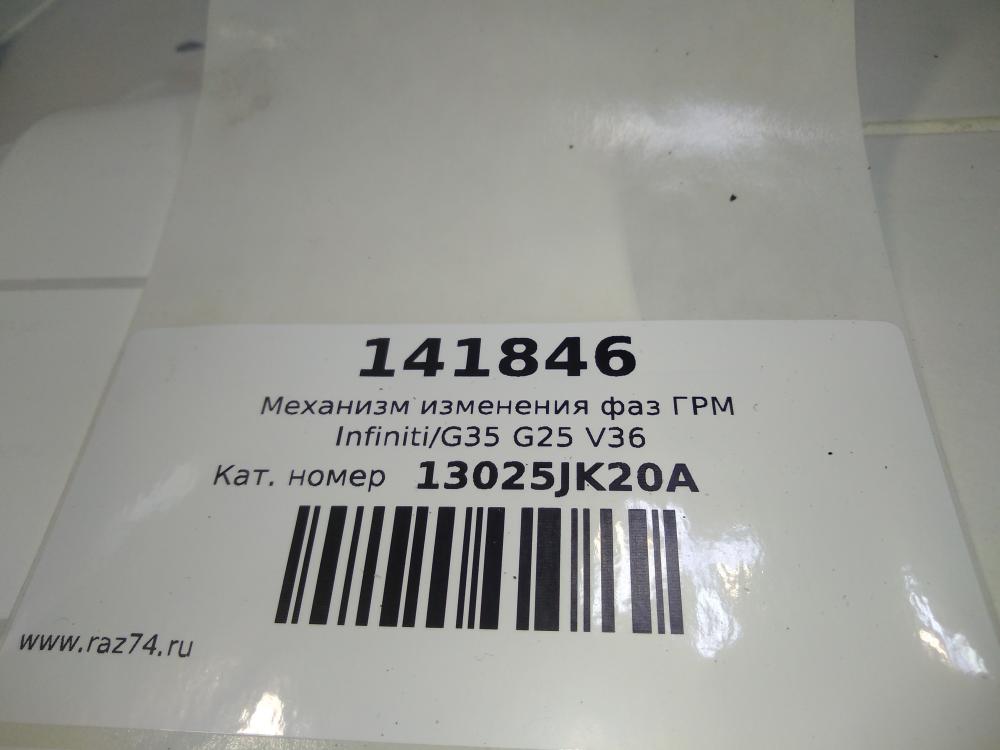 141846
Механизм изменения фаз ГРМ
Infiniti/G35 G25 V36
Кат. номер 13025JK20A
www.raz74.ru